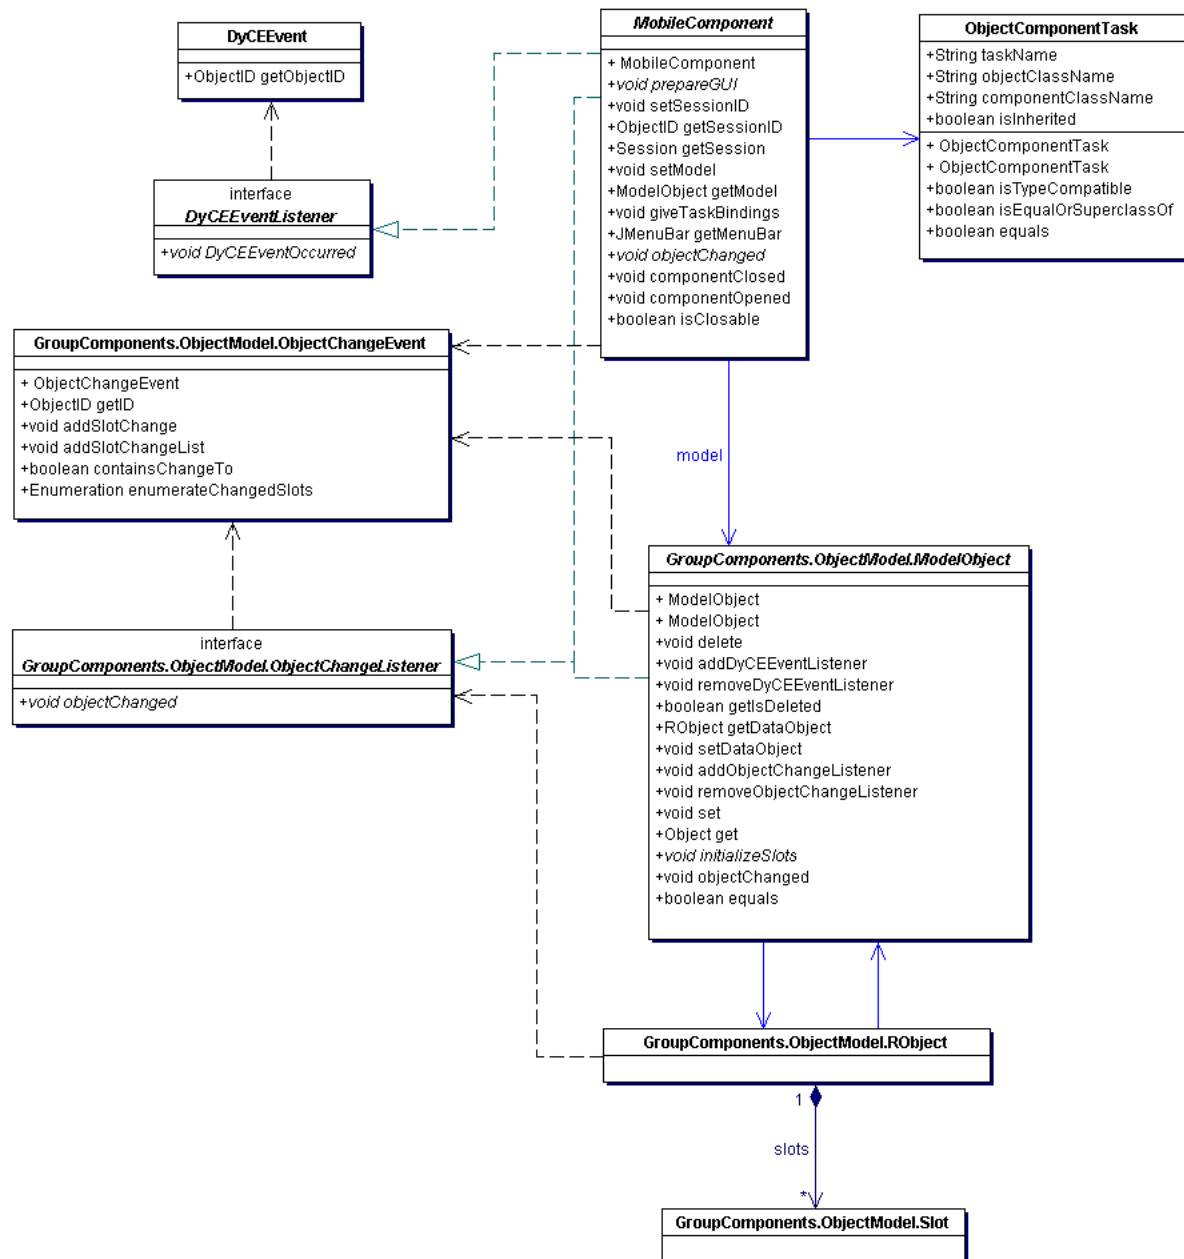 DyCEEvent
+ObjectID getObjectID
interface
DyCEEventListener
+void DyCEEventOccurred
MobileComponent
+ MobileComponent
+void prepareGUI
+void setSessionID
+ObjectID getSessionID
+Session getSession
+void setModel
+ModelObject getModel
+void giveTaskBindings
+JMenuBar getMenuBar
+void objectChanged
+void componentClosed
+void componentOpened
+boolean isClosable
ObjectComponentTask
+String taskName
+String objectClassName
+String componentClassName
+boolean isInherited
+ ObjectComponentTask
+ ObjectComponentTask
+boolean isTypeCompatible
+boolean isEqualOrSuperclassOf
+boolean equals
GroupComponents.ObjectModel.ObjectChangeEvent
+ ObjectChangeEvent
+ObjectID getID
+void addSlotChange
+void addSlotChangeList
+boolean containsChangeTo
+Enumeration enumerateChangedSlots
model
interface
GroupComponents.ObjectModel.ObjectChangeListener
+void objectChanged
GroupComponents.ObjectModel.ModelObject
+ ModelObject
+ ModelObject
+void delete
+void addDyCEEventListener
+void removeDyCEEventListener
+boolean getIsDeleted
+RObject getDataObject
+void setDataObject
+void addObjectChangeListener
+void removeObjectChangeListener
+void set
+Object get
+void initializeSlots
+void objectChanged
+boolean equals
GroupComponents.ObjectModel.RObject
1
slots
*
GroupComponents.ObjectModel.Slot